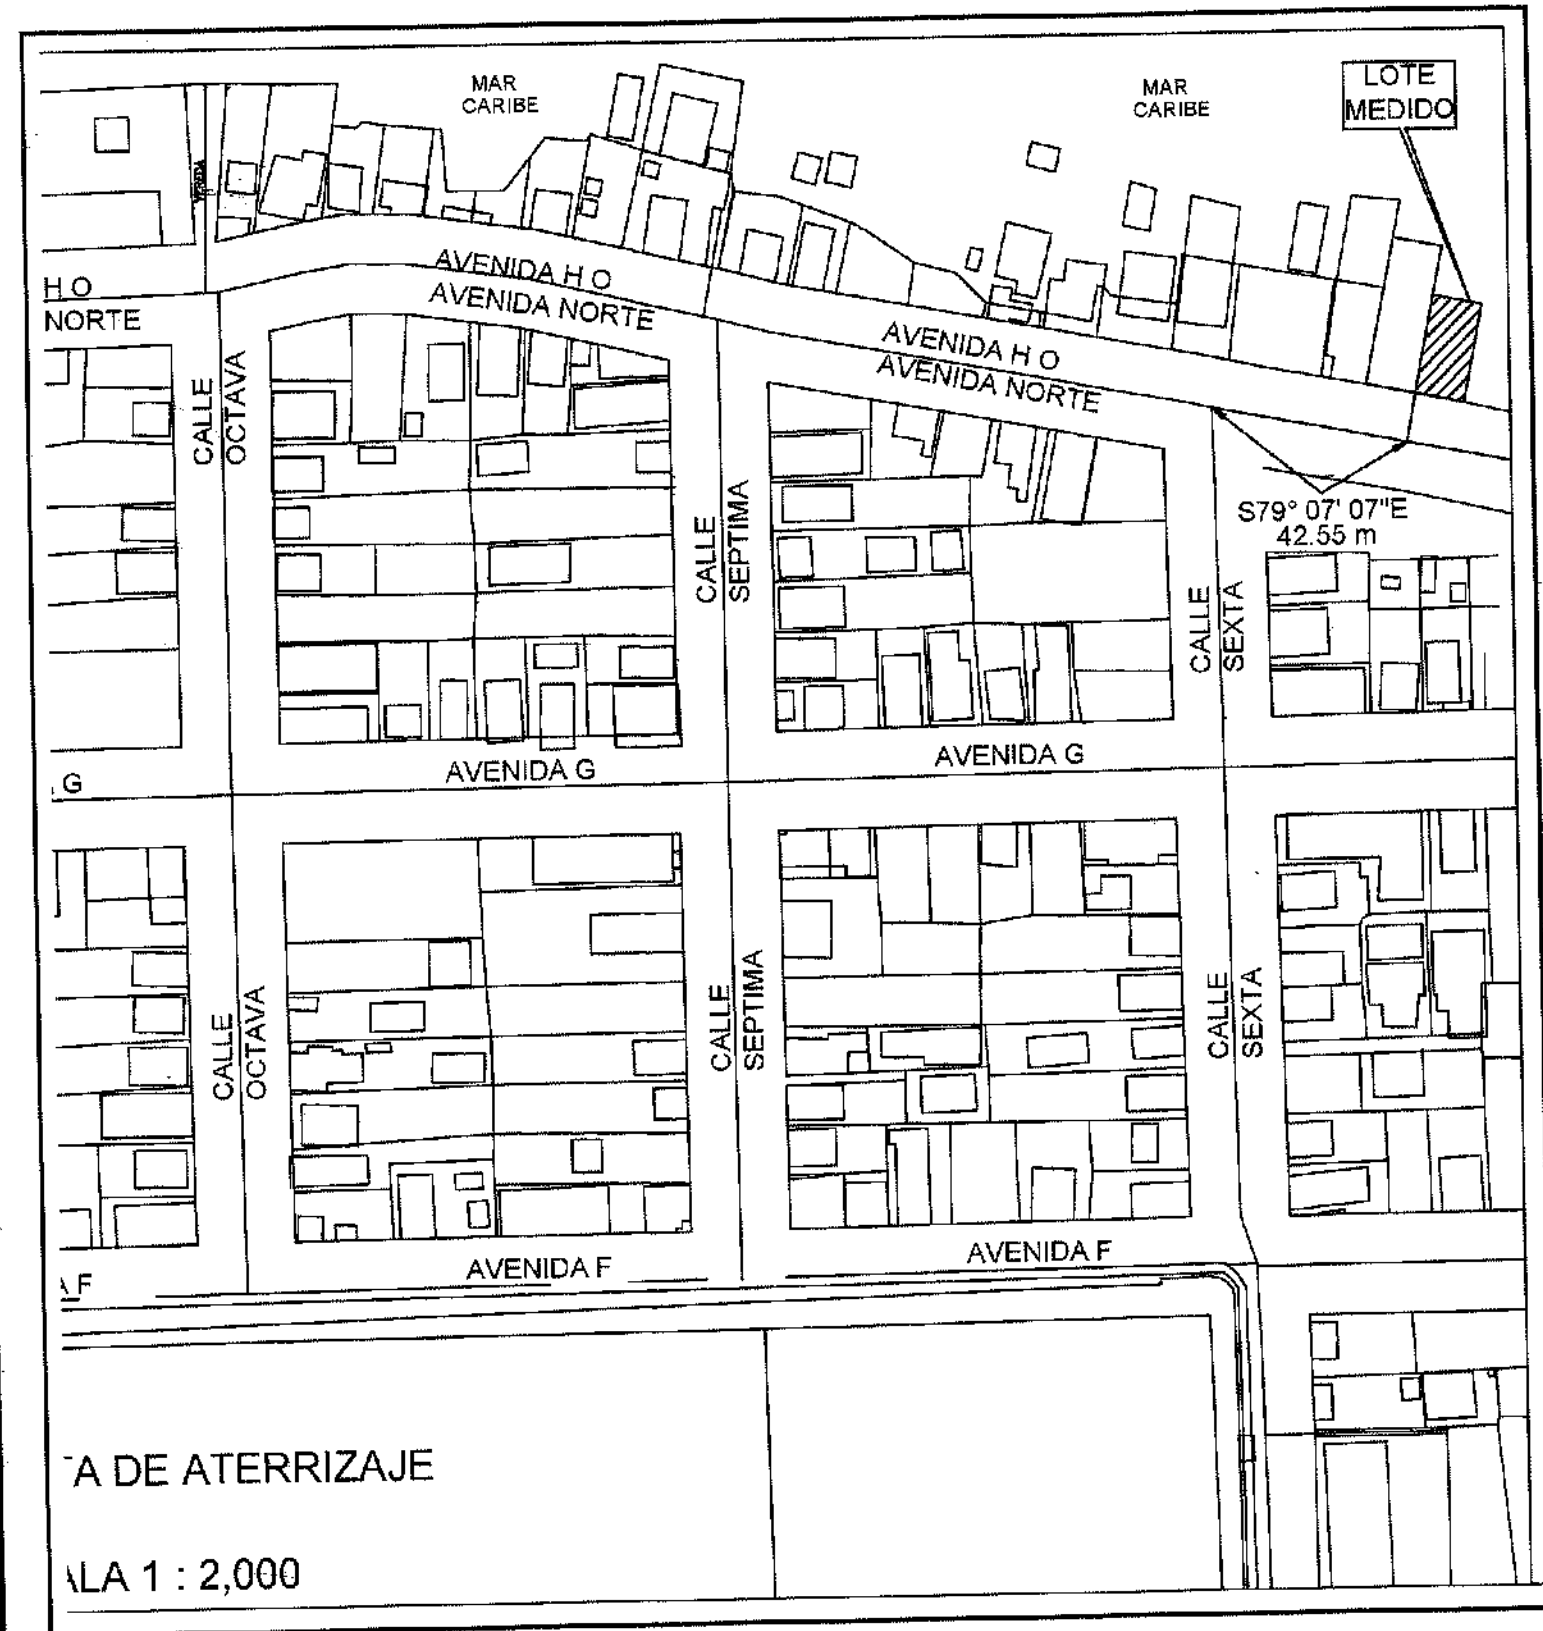 MAR
CARIBE
MAR
CARIBE
LOTE
MEDIDO
H O
NORTE
AVENIDA H O
AVENIDA NORTE
AVENIDA H O
AVENIDA NORTE
CALLE
OCTAVA
CALLE
SEPTIMA
S79° 07' 07"E
42.55 m
CALLE
SEXTA
G
AVENIDA G
AVENIDA G
CALLE
OCTAVA
CALLE
SEPTIMA
CALLE
SEXTA
F
AVENIDA F
AVENIDA F
A DE ATERRIZAJE
LA 1 : 2,000